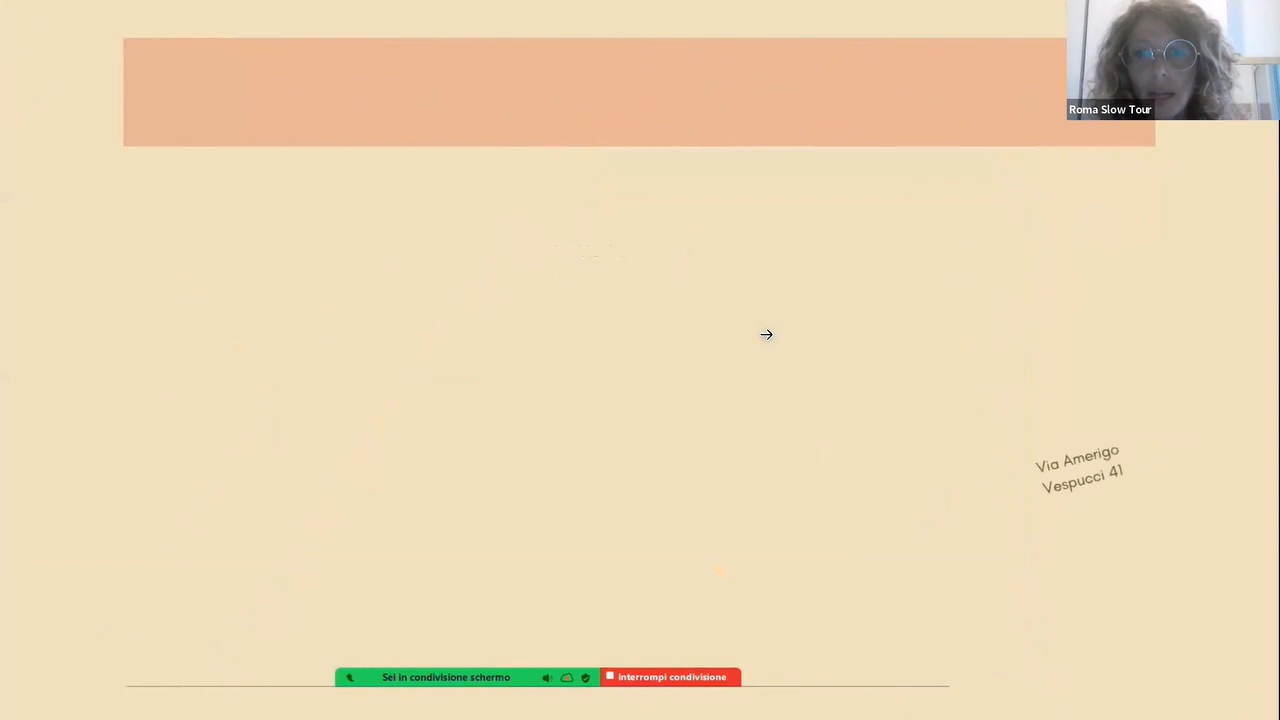 Roma Slow Tour
Via Amerigo
Vespucci 41
Sei in condivisione schermo
Interrompi condivisione